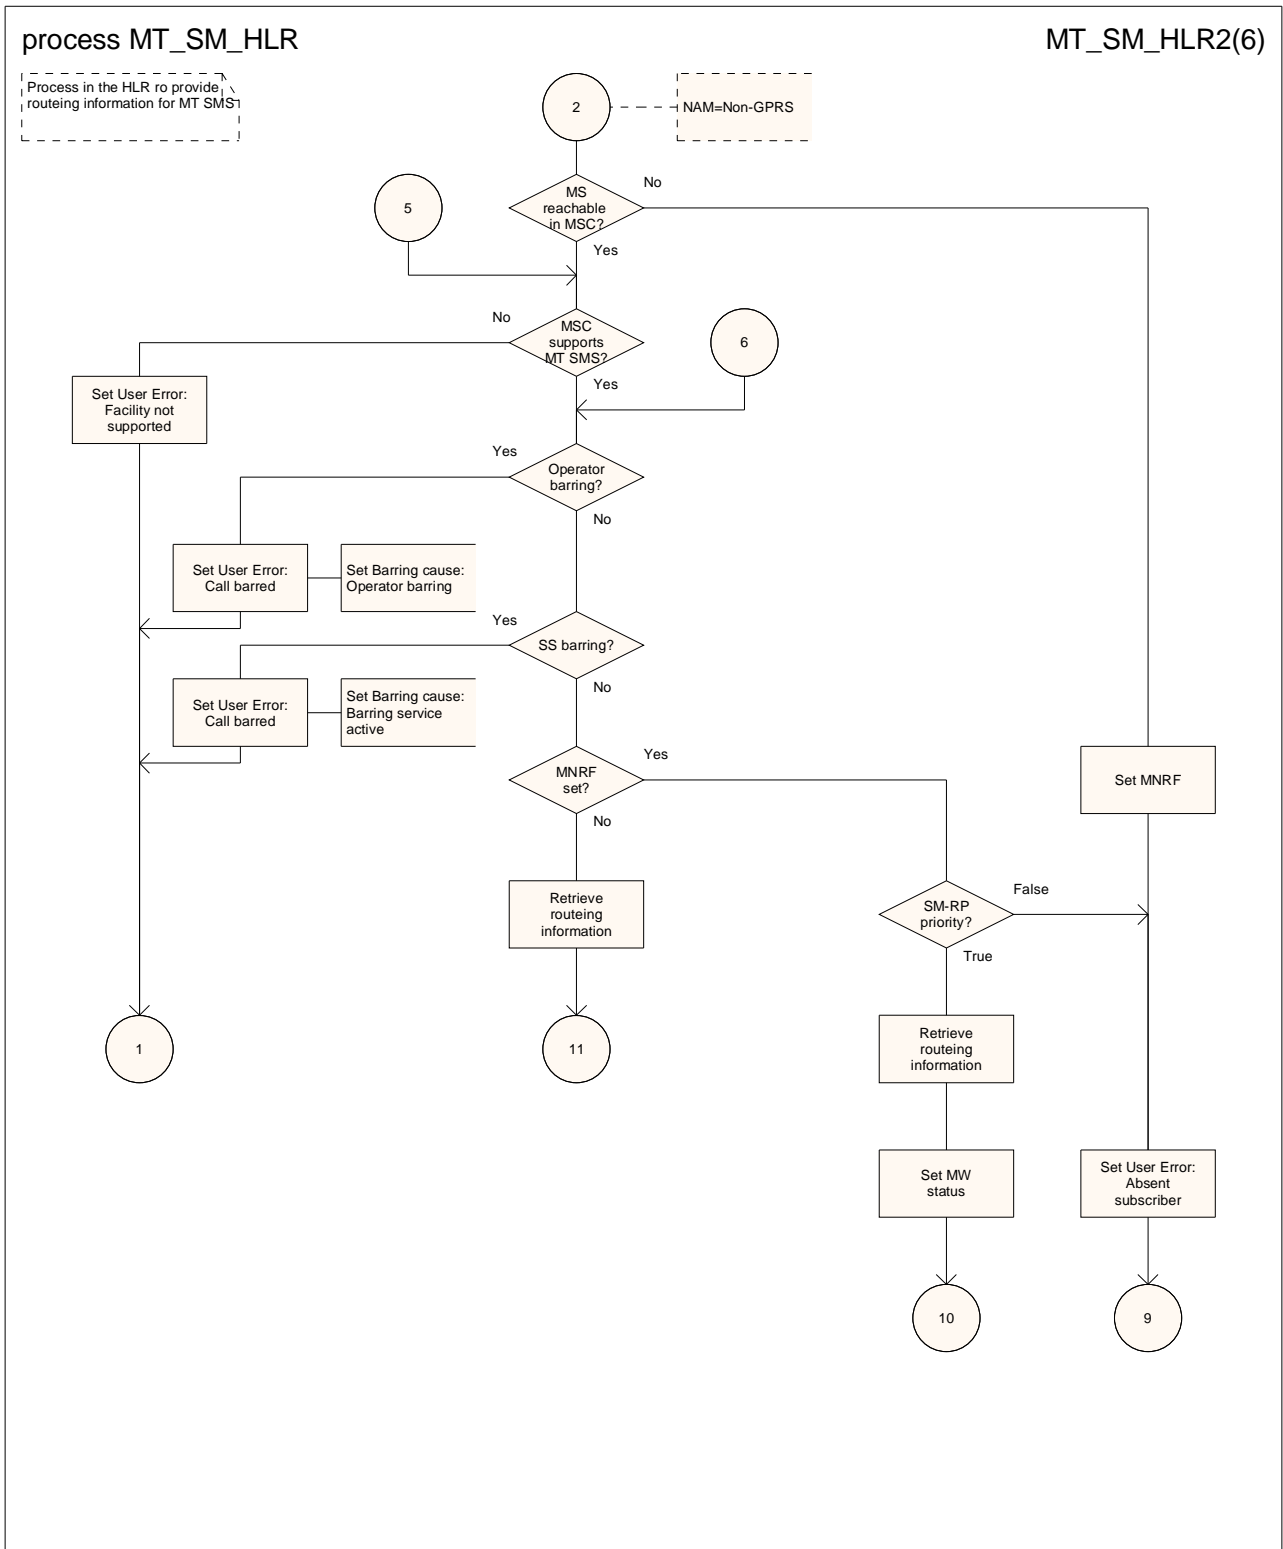 process MT_SM_HLR
MT_SM_HLR2(6)
Process in the HLR ro provide
routeing information for MT SMS
2
NAM=Non-GPRS
MS
reachable
in MSC?
No
Yes
5
No
MSC
supports
MT SMS?
Yes
6
Set User Error:
Facility not
supported
Yes
Operator
barring?
No
Set User Error:
Call barred
Set Barring cause:
Operator barring
Yes
SS barring?
No
Set User Error:
Call barred
Set Barring cause:
Barring service
active
MNRF
set?
Yes
No
Set MNRF
Retrieve
routeing
information
SM-RP
priority?
False
True
1
11
Retrieve
routeing
information
Set MW
status
Set User Error:
Absent
subscriber
10
9